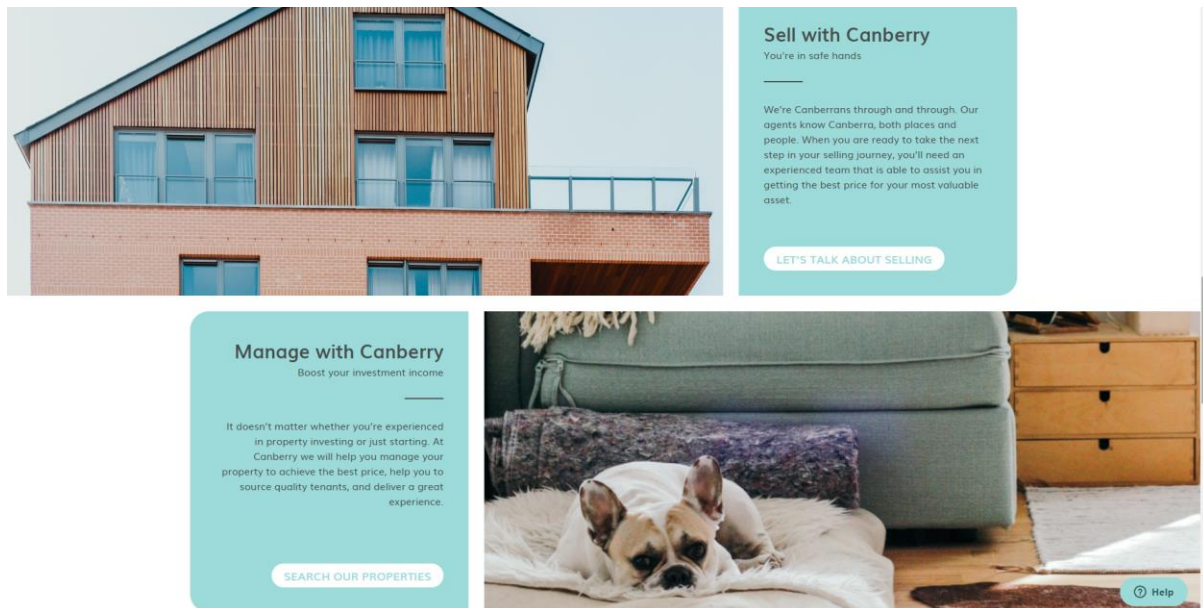 Sell with Canberry
You're in safe hands
We're Canberrans through and through. Our
agents know Canberra, both places and
people. When you are ready to take the next
step in your selling journey, you'll need an
experienced team that is able to assist you in
getting the best price for your most valuable
asset.
LET'S TALK ABOUT SELLING
Manage with Canberry
Boost your investment income
It doesn't matter whether you're experienced
in property investing or just starting. At
Canberry we will help you manage your
property to achieve the best price, help you to
source quality tenants, and deliver a great
experience.
SEARCH OUR PROPERTIES
Help